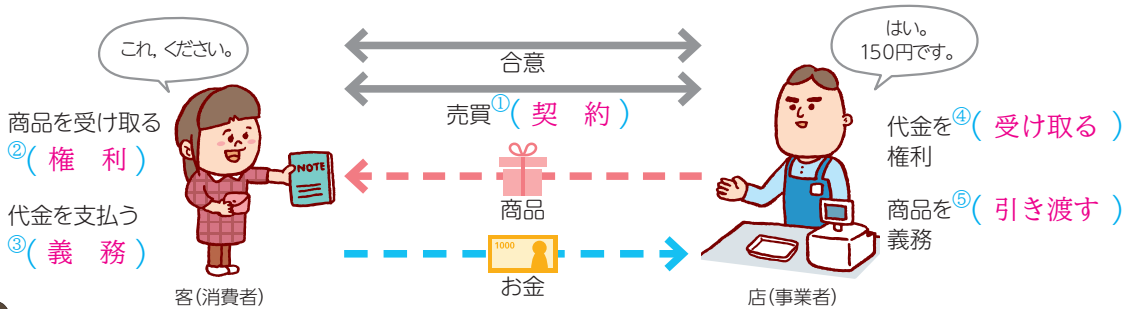 これ, ください。
はい。
150円です。
合意
売買①( 契 約 )
商品を受け取る
②( 権 利 )
代金を支払う
③( 義 務 )
NOTE
商品
1000
お金
代金を④( 受け取る )
権利
商品を⑤( 引き渡す )
義務
客(消費者)
店(事業者)